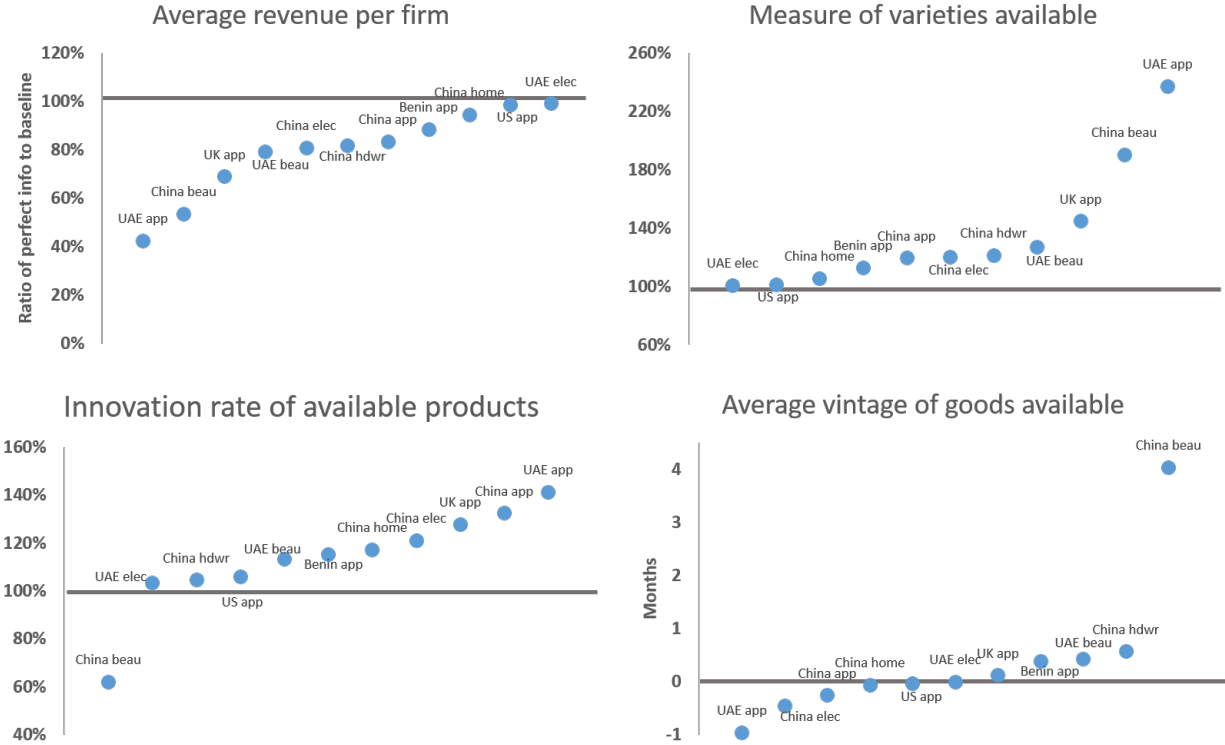 Average revenue per firm
120%
100%
80%
60%
40%
20%
0%
Ratio of perfect info to baseline
UAE app
China beau
UK app
UAE beau
China elec
China hdwr
China app
Benin app
China home
US app
UAE elec
Measure of varieties available
260%
220%
180%
140%
100%
60%
UAE elec
US app
China home
Benin app
China app
China elec
China hdwr
UAE beau
UK app
China beau
UAE app
Innovation rate of available products
160%
140%
120%
100%
80%
60%
40%
China beau
UAE elec
China hdwr
US app
UAE beau
Benin app
China home
China elec
UK app
China app
UAE app
Average vintage of goods available
4
3
2
1
0
-1
Months
UAE app
China elec
China app
China home
US app
UAE elec
UK app
Benin app
UAE beau
China hdwr
China beau